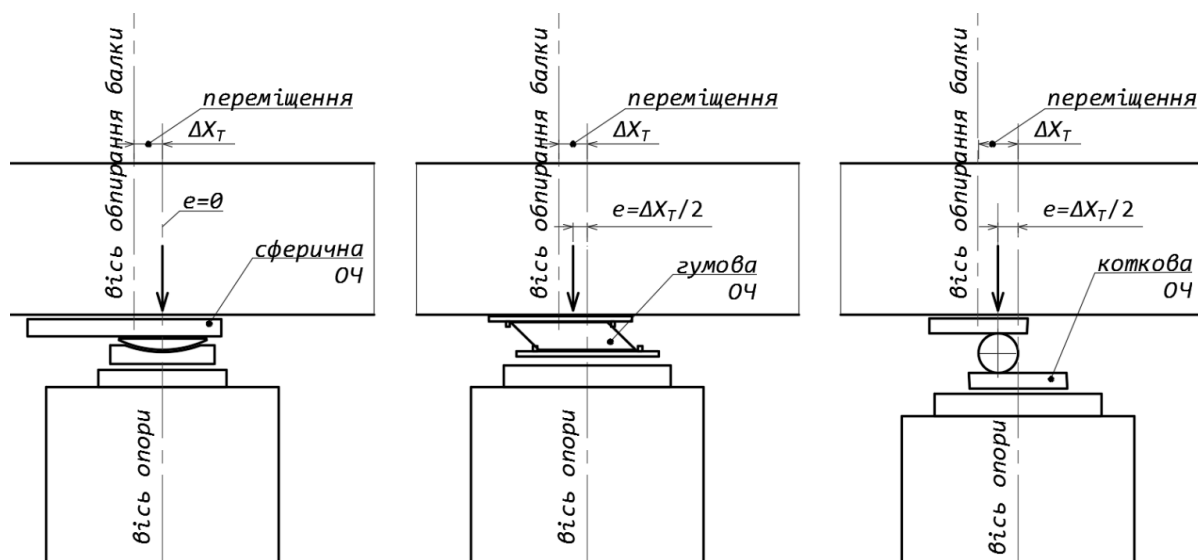 вісь обпирання балки
переміщення
ΔX_T
e=0
сферична
ОЧ
вісь опори
вісь обпирання балки
переміщення
ΔX_T
e=ΔX_T/2
гумова
ОЧ
вісь опори
вісь обпирання балки
переміщення
ΔX_T
e=ΔX_T/2
коткова
ОЧ
вісь опори